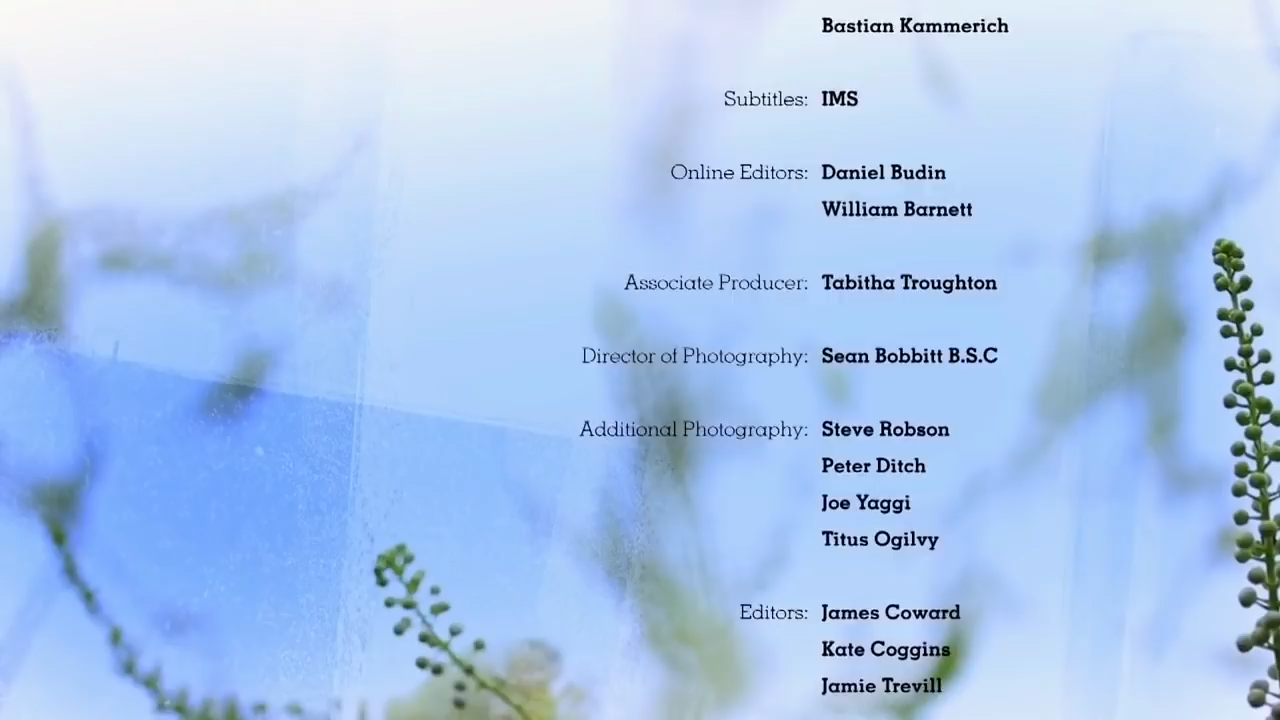 Bastian Kammerich
Subtitles: IMS
Online Editors: Daniel Budin
William Barnett
Associate Producer: Tabitha Troughton
Director of Photography: Sean Bobbitt B.S.C
Additional Photography: Steve Robson
Peter Ditch
Joe Yaggi
Titus Ogilvy
Editors: James Coward
Kate Coggins
Jamie Trevill